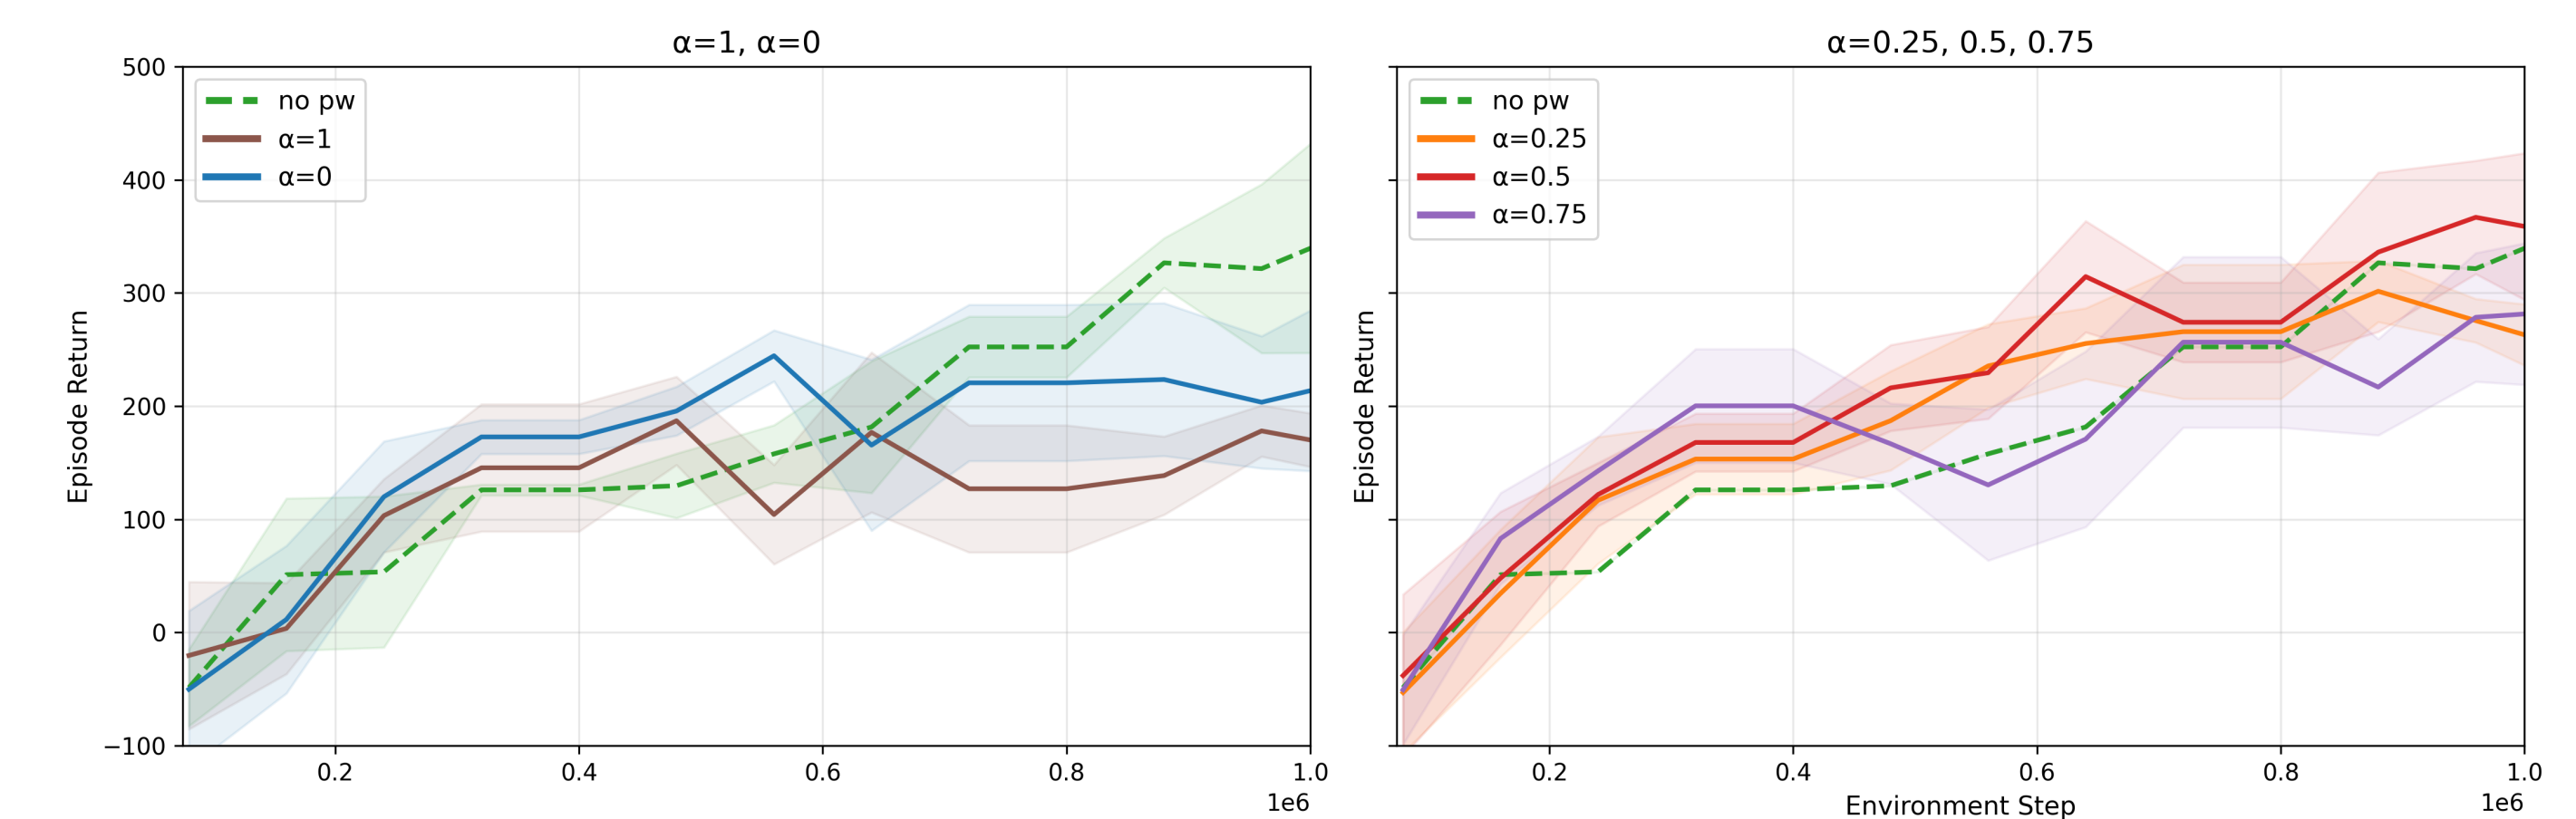 α=1, α=0
500
400
300
200
100
0
−100
Episode Return
no pw
α=1
α=0
0.2
0.4
0.6
0.8
1.0
1e6
α=0.25, 0.5, 0.75
Episode Return
no pw
α=0.25
α=0.5
α=0.75
0.2
0.4
0.6
0.8
1.0
1e6
Environment Step